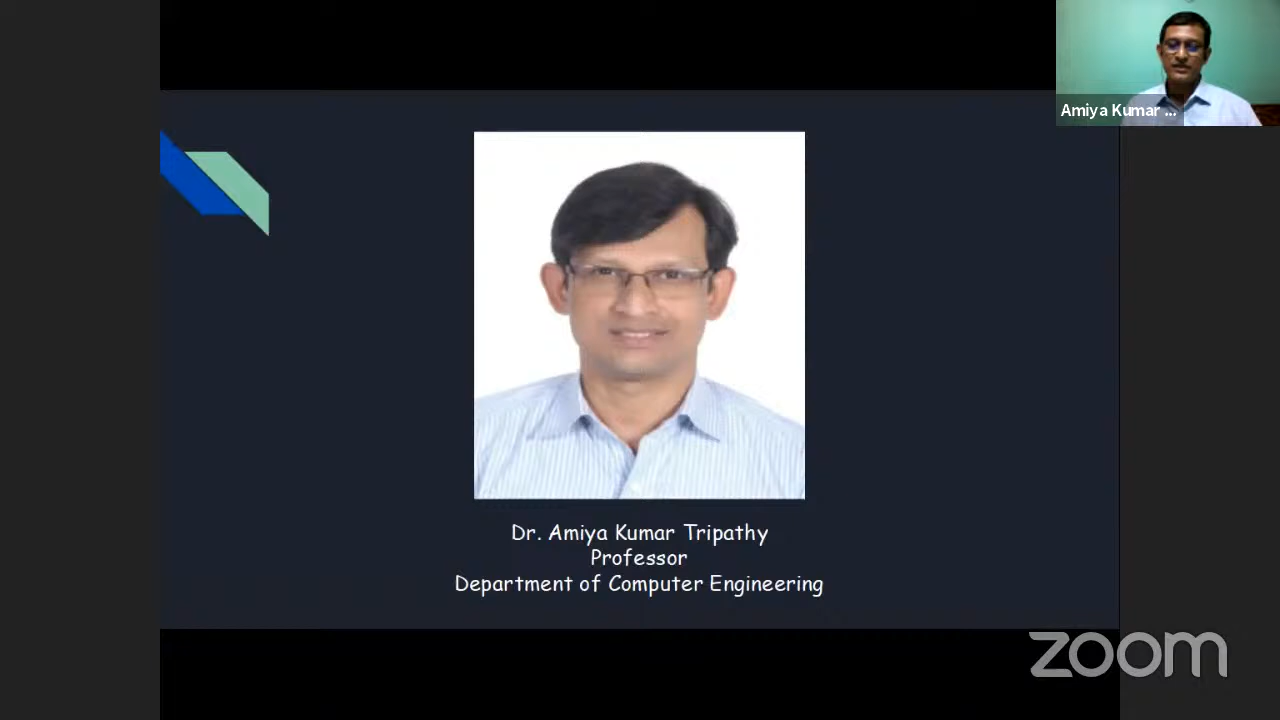 Amiya Kumar ...
Dr. Amiya Kumar Tripathy
Professor
Department of Computer Engineering
zoom